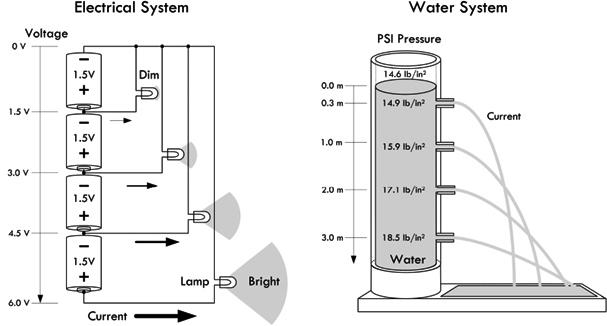 Electrical System
Voltage
0 V
1.5 V
3.0 V
4.5 V
6.0 V
–
1.5V
+
–
1.5V
+
–
1.5V
+
–
1.5V
+
Dim
Lamp
Bright
Current
Water System
PSI Pressure
14.6 lb/in²
0.0 m
0.3 m
14.9 lb/in²
Current
1.0 m
15.9 lb/in²
2.0 m
17.1 lb/in²
3.0 m
18.5 lb/in²
Water